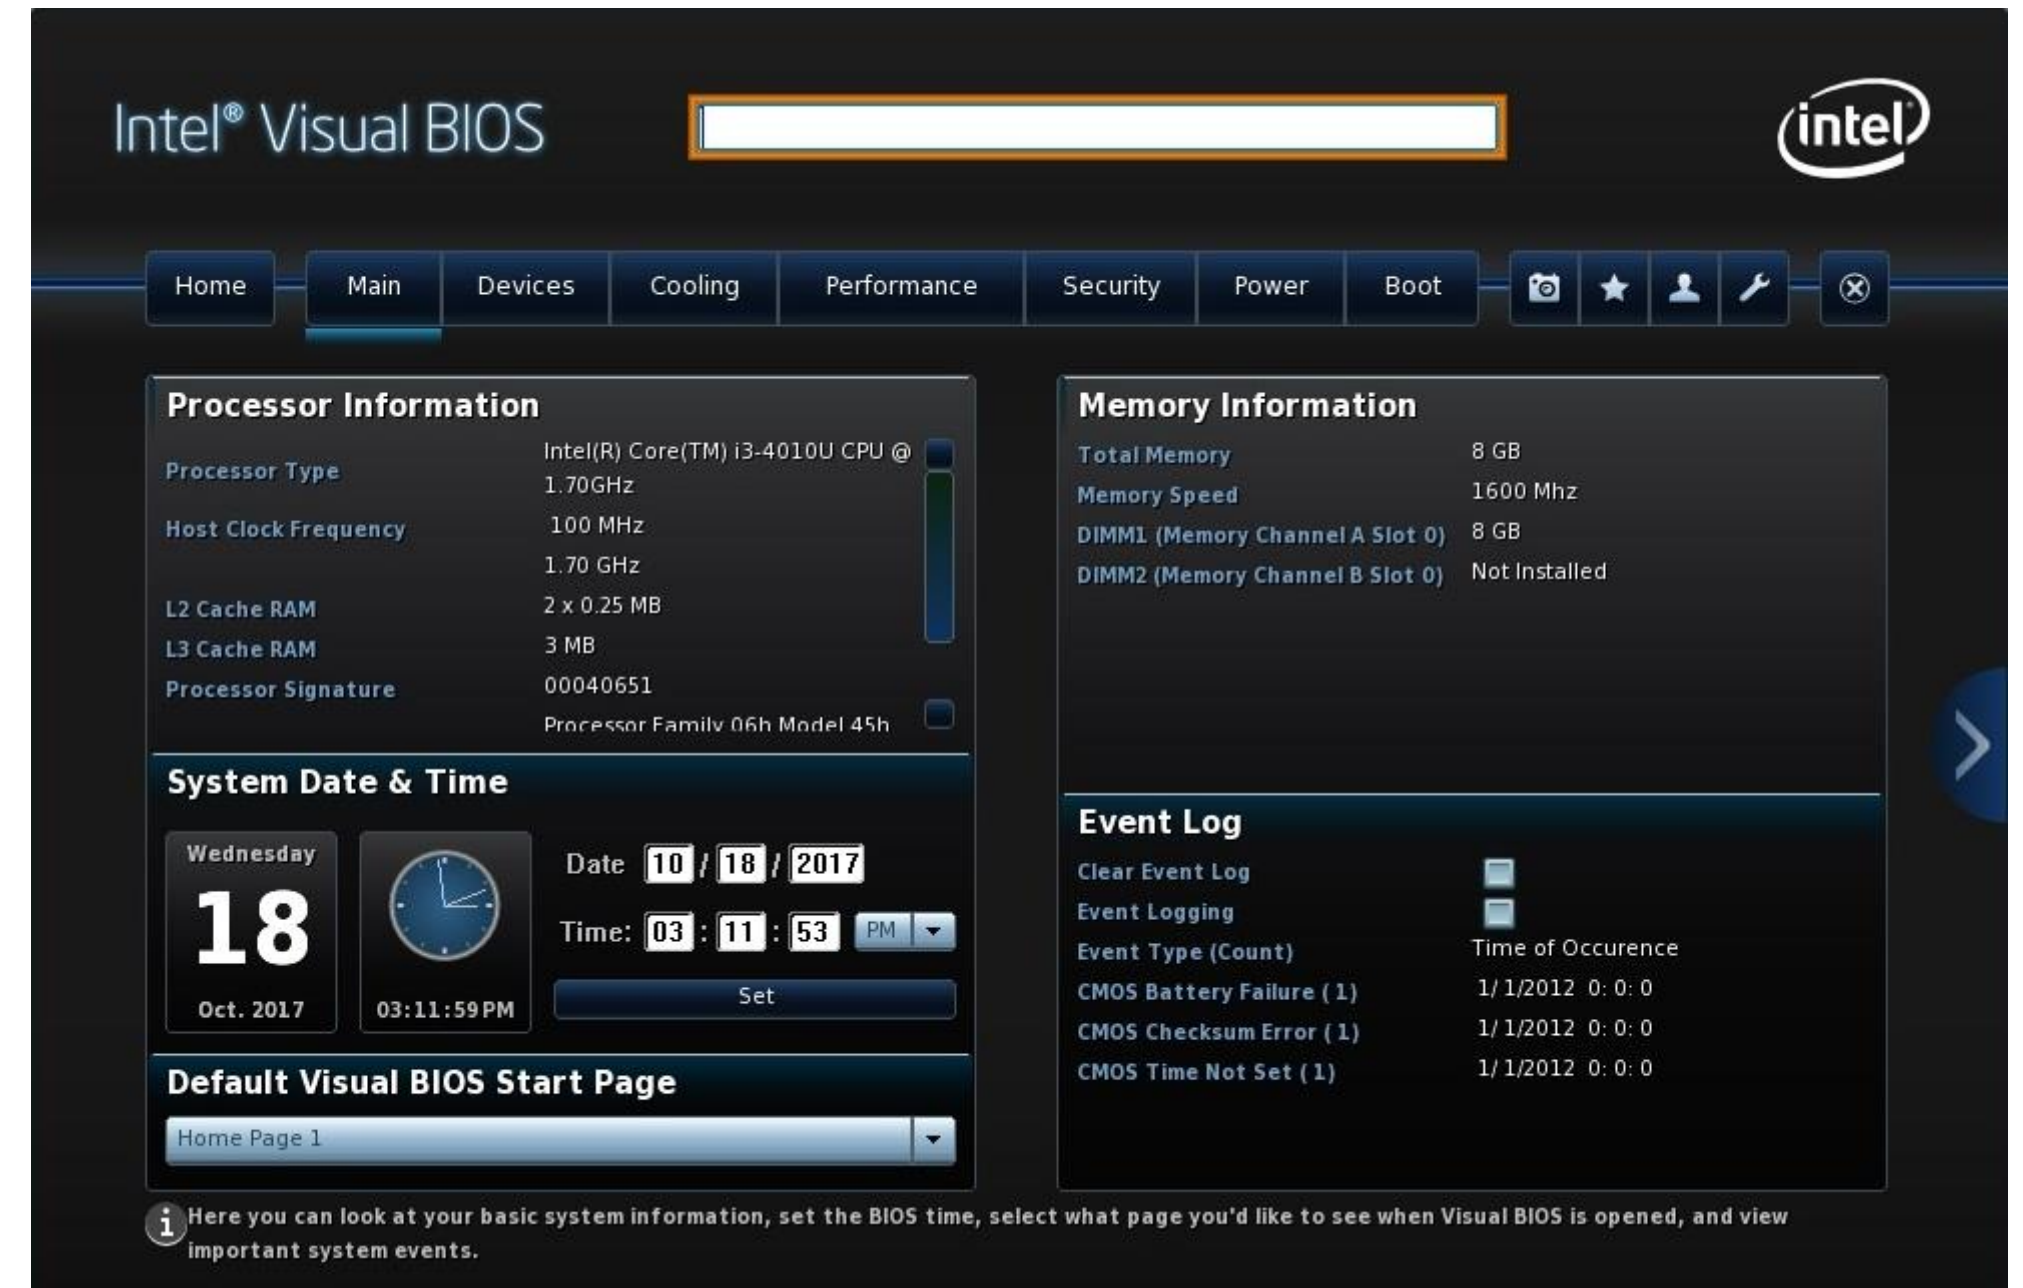 Intel® Visual BIOS
intel
Home Main Devices Cooling Performance Security Power Boot
Processor Information
Processor Type Intel(R) Core(TM) i3-4010U CPU @
1.70GHz
Host Clock Frequency 100 MHz
1.70 GHz
L2 Cache RAM 2 x 0.25 MB
L3 Cache RAM 3 MB
Processor Signature 00040651
Processor Family 06h Model 45h
System Date & Time
Wednesday
18
Oct. 2017
03:11:59 PM
Date 10 / 18 / 2017
Time: 03 : 11 : 53 PM
Set
Default Visual BIOS Start Page
Home Page 1
Memory Information
Total Memory 8 GB
Memory Speed 1600 Mhz
DIMM1 (Memory Channel A Slot 0) 8 GB
DIMM2 (Memory Channel B Slot 0) Not Installed
Event Log
Clear Event Log
Event Logging
Event Type (Count) Time of Occurence
CMOS Battery Failure ( 1) 1/ 1/2012 0: 0: 0
CMOS Checksum Error ( 1) 1/ 1/2012 0: 0: 0
CMOS Time Not Set ( 1) 1/ 1/2012 0: 0: 0
Here you can look at your basic system information, set the BIOS time, select what page you'd like to see when Visual BIOS is opened, and view
important system events.